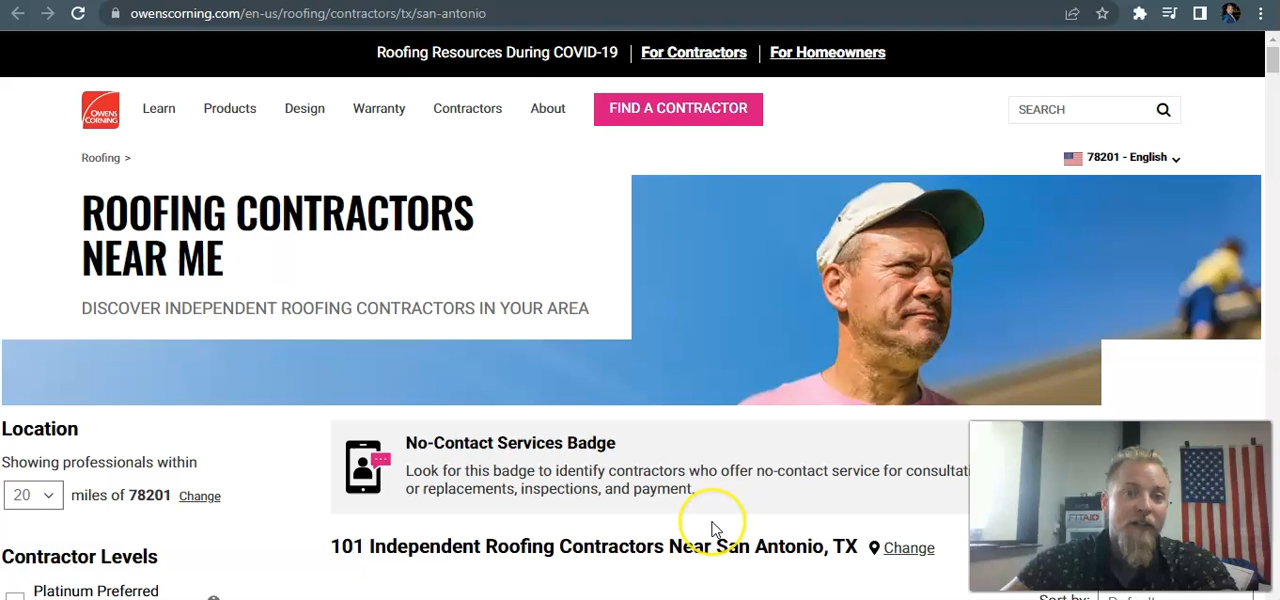 owenscorning.com/en-us/roofing/contractors/tx/san-antonio
Roofing Resources During COVID-19 | For Contractors | For Homeowners
OWENS CORNING
Learn Products Design Warranty Contractors About FIND A CONTRACTOR SEARCH
Roofing >
78201 - English
ROOFING CONTRACTORS
NEAR ME
DISCOVER INDEPENDENT ROOFING CONTRACTORS IN YOUR AREA
Location
Showing professionals within
20 miles of 78201 Change
Contractor Levels
Platinum Preferred
No-Contact Services Badge
Look for this badge to identify contractors who offer no-contact service for
or replacements, inspections, and payment.
101 Independent Roofing Contractors Near San Antonio, TX Change
FITAID